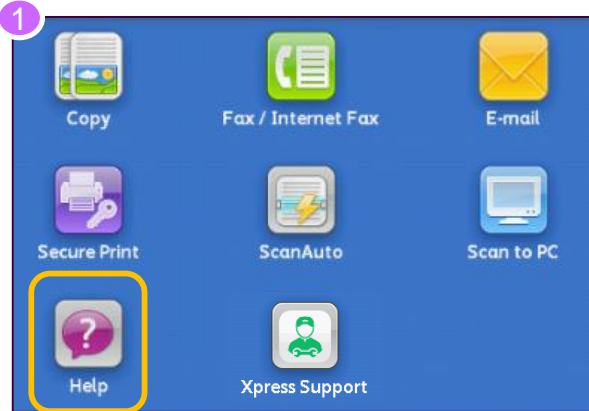 1
Copy
Fax / Internet Fax
E-mail
Secure Print
ScanAuto
Scan to PC
?
Help
Xpress Support